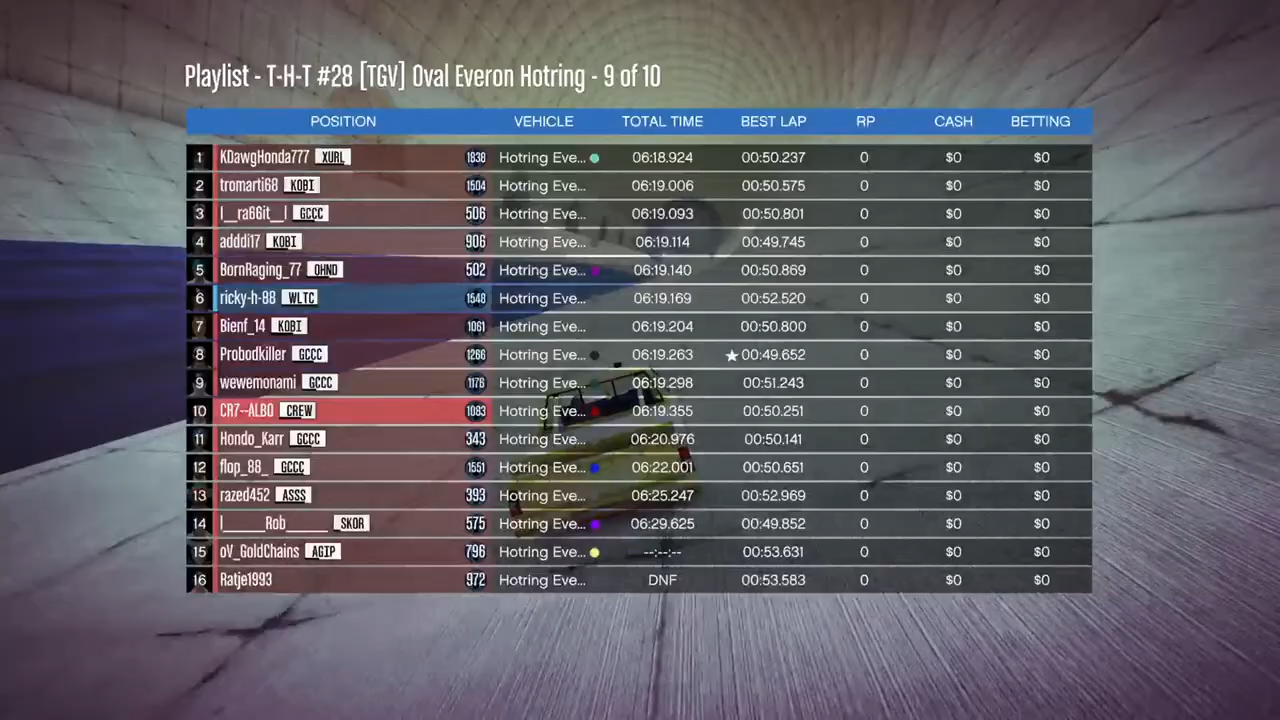 Playlist - T-H-T #28 [TGV] Oval Everon Hotring - 9 of 10
POSITION VEHICLE TOTAL TIME BEST LAP RP CASH BETTING
1 KDawgHonda777 XURL 1838 Hotring Eve... 06:18.924 00:50.237 0 $0 $0
2 tromarti68 KOBI 1504 Hotring Eve... 06:19.006 00:50.575 0 $0 $0
3 I__ra66it__I GCCC 506 Hotring Eve... 06:19.093 00:50.801 0 $0 $0
4 adddi17 KOBI 906 Hotring Eve... 06:19.114 00:49.745 0 $0 $0
5 BornRaging_77 OHND 502 Hotring Eve... 06:19.140 00:50.869 0 $0 $0
6 ricky-h-88 WLTC 1548 Hotring Eve... 06:19.169 00:52.520 0 $0 $0
7 Bienf_14 KOBI 1061 Hotring Eve... 06:19.204 00:50.800 0 $0 $0
8 Probodkiller GCCC 1266 Hotring Eve... 06:19.263 00:49.652 0 $0 $0
9 wewemonami GCCC 1176 Hotring Eve... 06:19.298 00:51.243 0 $0 $0
10 CR7--ALBO CREW 1083 Hotring Eve... 06:19.355 00:50.251 0 $0 $0
11 Hondo_Karr GCCC 343 Hotring Eve... 06:20.976 00:50.141 0 $0 $0
12 flop_88_ GCCC 1551 Hotring Eve... 06:22.001 00:50.651 0 $0 $0
13 razed452 ASSS 393 Hotring Eve... 06:25.247 00:52.969 0 $0 $0
14 I_____Rob_____ SKOR 575 Hotring Eve... 06:29.625 00:49.852 0 $0 $0
15 oV_GoldChains AGIP 796 Hotring Eve... --:--:-- 00:53.631 0 $0 $0
16 Ratje1993 972 Hotring Eve... DNF 00:53.583 0 $0 $0